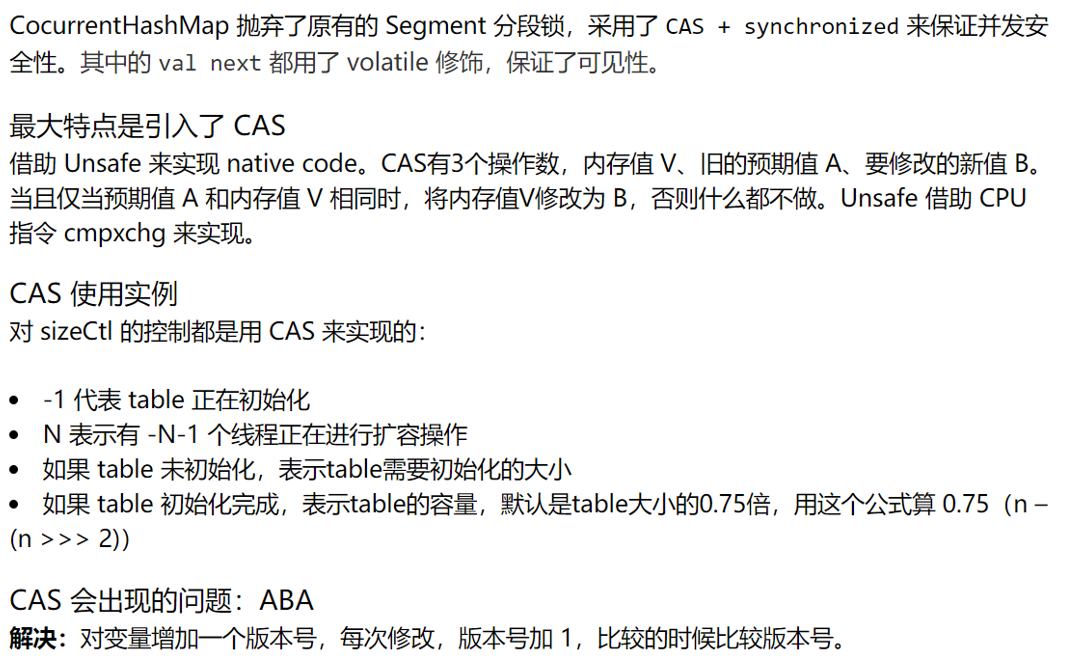 CocurrentHashMap 抛弃了原有的 Segment 分段锁，采用了 CAS + synchronized 来保证并发安
全性。其中的 val next 都用了 volatile 修饰，保证了可见性。
最大特点是引入了 CAS
借助 Unsafe 来实现 native code。CAS有3个操作数，内存值 V、旧的预期值 A、要修改的新值 B。
当且仅当预期值 A 和内存值 V 相同时，将内存值V修改为 B，否则什么都不做。Unsafe 借助 CPU
指令 cmpxchg 来实现。
CAS 使用实例
对 sizeCtl 的控制都是用 CAS 来实现的：
• -1 代表 table 正在初始化
• N 表示有 -N-1 个线程正在进行扩容操作
• 如果 table 未初始化，表示table需要初始化的大小
• 如果 table 初始化完成，表示table的容量，默认是table大小的0.75倍，用这个公式算 0.75（n –
(n >>> 2)）
CAS 会出现的问题：ABA
解决：对变量增加一个版本号，每次修改，版本号加 1，比较的时候比较版本号。